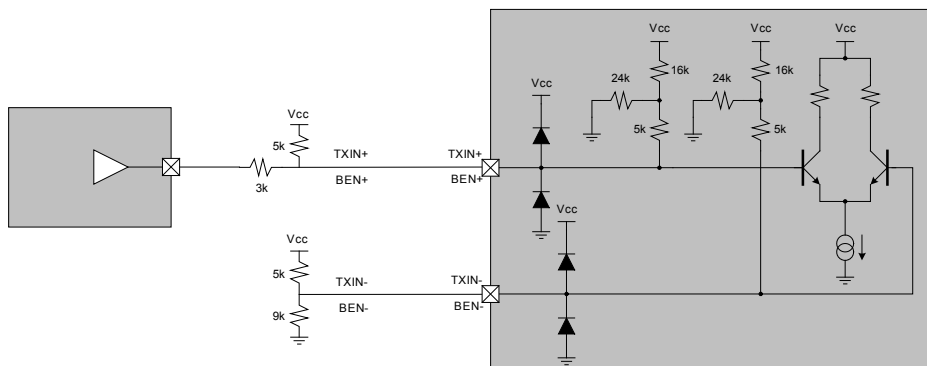 Vcc Vcc Vcc
16k 16k
24k 24k
Vcc
5k 5k
Vcc
5k
TXIN+ TXIN+
BEN+ BEN+
3k
Vcc
Vcc
5k
TXIN- TXIN-
BEN- BEN-
9k